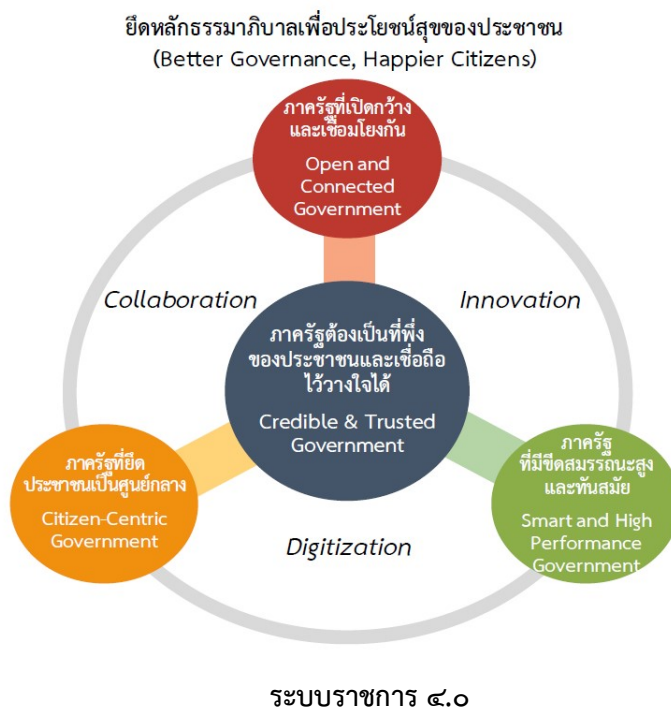 ยึดหลักธรรมาภิบาลเพื่อประโยชน์สุขของประชาชน
(Better Governance, Happier Citizens)
ภาครัฐที่เปิดกว้าง
และเชื่อมโยงกัน
Open and
Connected
Government
Collaboration
Innovation
ภาครัฐต้องเป็นที่พึ่ง
ของประชาชนและเชื่อถือ
ไว้วางใจได้
Credible & Trusted
Government
ภาครัฐที่ยึด
ประชาชนเป็นศูนย์กลาง
Citizen-Centric
Government
ภาครัฐ
ที่มีขีดสมรรถนะสูง
และทันสมัย
Smart and High
Performance
Government
Digitization
ระบบราชการ ๔.๐